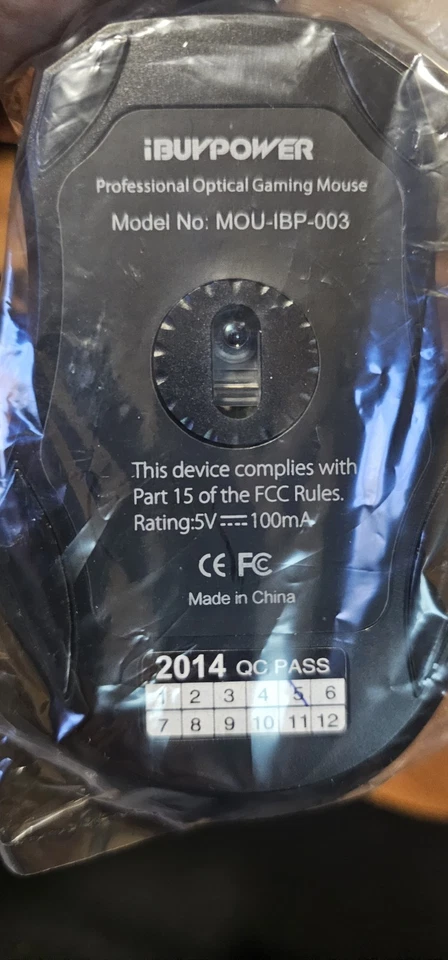 iBUYPOWER
Professional Optical Gaming Mouse
Model No: MOU-IBP-003
This device complies with
Part 15 of the FCC Rules.
Rating:5V⎓100mA
CE FC
Made in China
2014 QC PASS
1 2 3 4 5 6
7 8 9 10 11 12